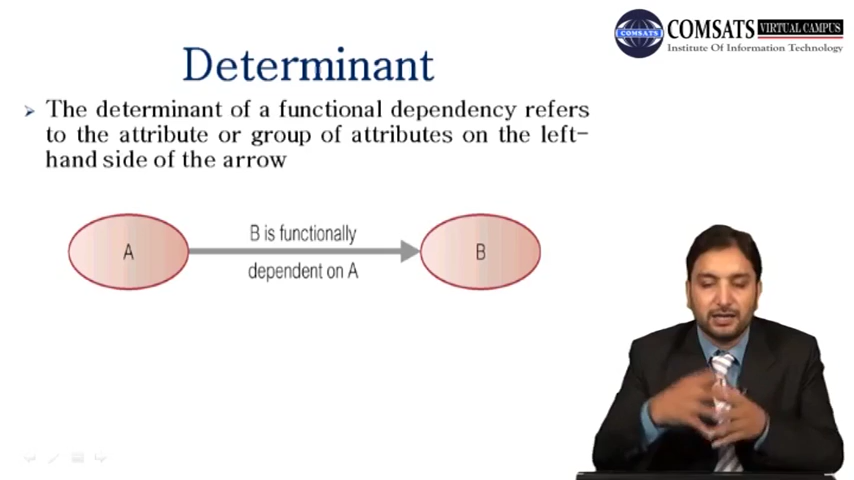 COMSATS
COMSATS VIRTUAL CAMPUS
Institute Of Information Technology
Determinant
The determinant of a functional dependency refers
to the attribute or group of attributes on the left-
hand side of the arrow
A
B is functionally
dependent on A
B